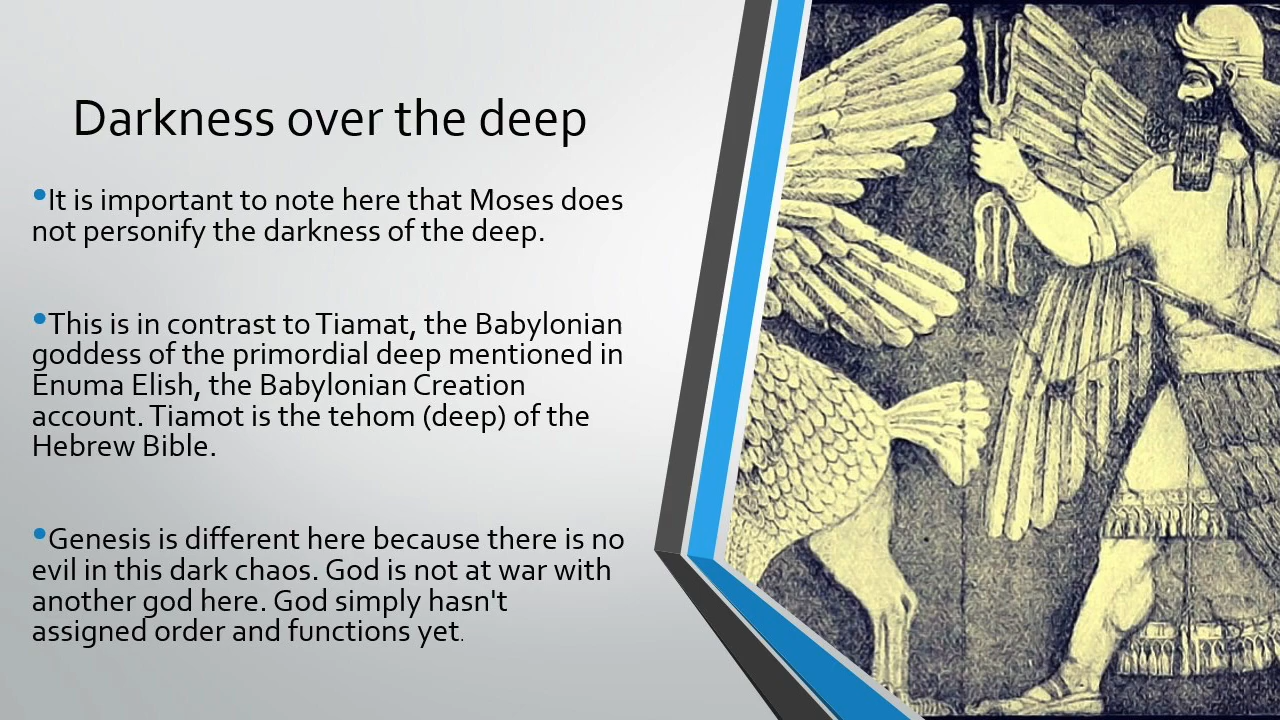 Darkness over the deep
•It is important to note here that Moses does
not personify the darkness of the deep.
•This is in contrast to Tiamat, the Babylonian
goddess of the primordial deep mentioned in
Enuma Elish, the Babylonian Creation
account. Tiamot is the tehom (deep) of the
Hebrew Bible.
•Genesis is different here because there is no
evil in this dark chaos. God is not at war with
another god here. God simply hasn't
assigned order and functions yet.